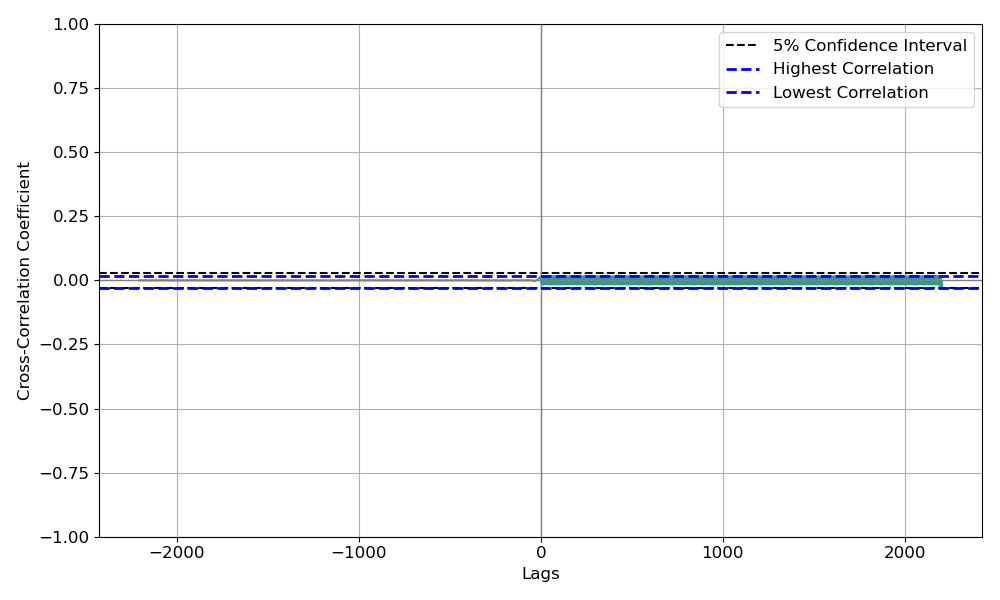 1.00
0.75
0.50
0.25
0.00
−0.25
−0.50
−0.75
−1.00
Cross-Correlation Coefficient
5% Confidence Interval
Highest Correlation
Lowest Correlation
−2000 −1000 0 1000 2000
Lags